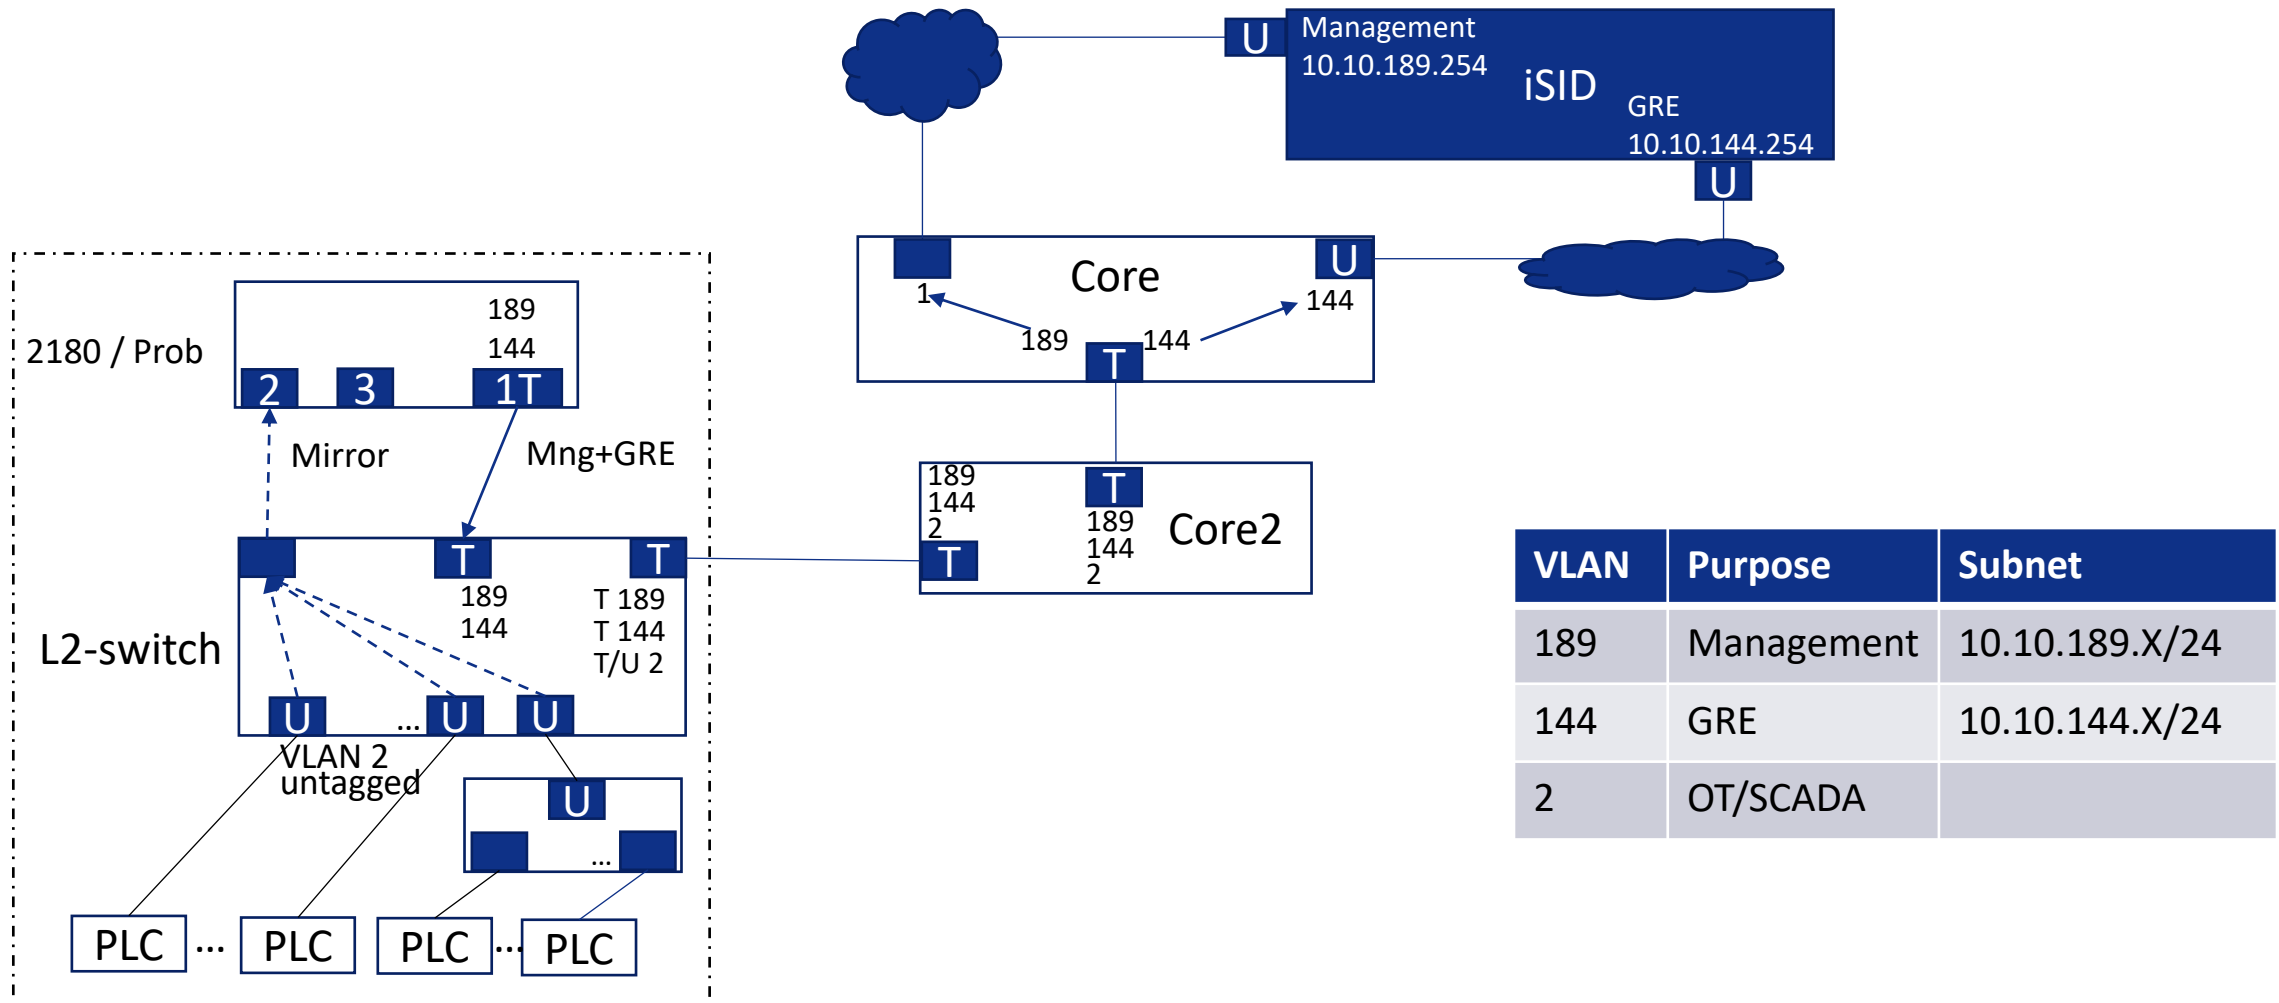 U
Management
10.10.189.254
iSID
GRE
10.10.144.254
U
Core
U
1
144
189
144
T
189
144
2180 / Prob
2
3
1T
Mirror
Mng+GRE
189
144
2
T
T
189
144
2
Core2
T
T
189
144
T 189
T 144
T/U 2
L2-switch
U
...
U
U
VLAN 2
untagged
U
...
PLC
...
PLC
PLC
...
PLC
VLAN Purpose Subnet
189 Management 10.10.189.X/24
144 GRE 10.10.144.X/24
2 OT/SCADA